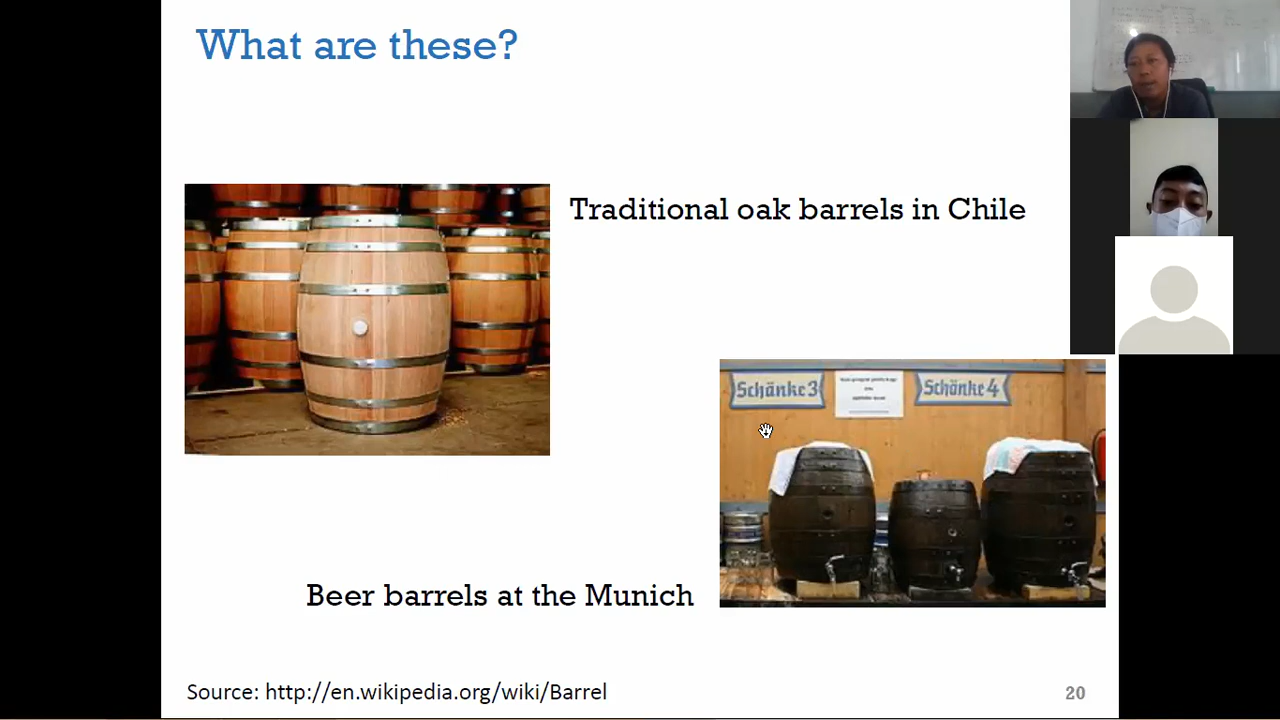 What are these?
Traditional oak barrels in Chile
Schänke 3
Schänke 4
Beer barrels at the Munich
Source: http://en.wikipedia.org/wiki/Barrel
20